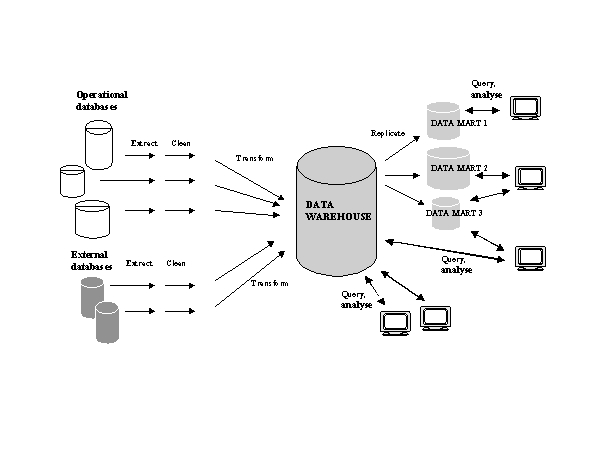 Operational
databases
Extract
Clean
Transform
External
databases
Extract
Clean
Transform
DATA
WAREHOUSE
Replicate
Query,
analyse
DATA MART 1
DATA MART 2
DATA MART 3
Query,
analyse
Query,
analyse